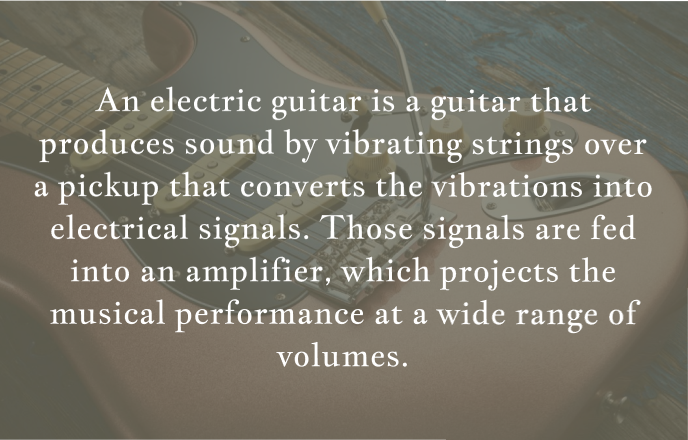 An electric guitar is a guitar that
produces sound by vibrating strings over
a pickup that converts the vibrations into
electrical signals. Those signals are fed
into an amplifier, which projects the
musical performance at a wide range of
volumes.